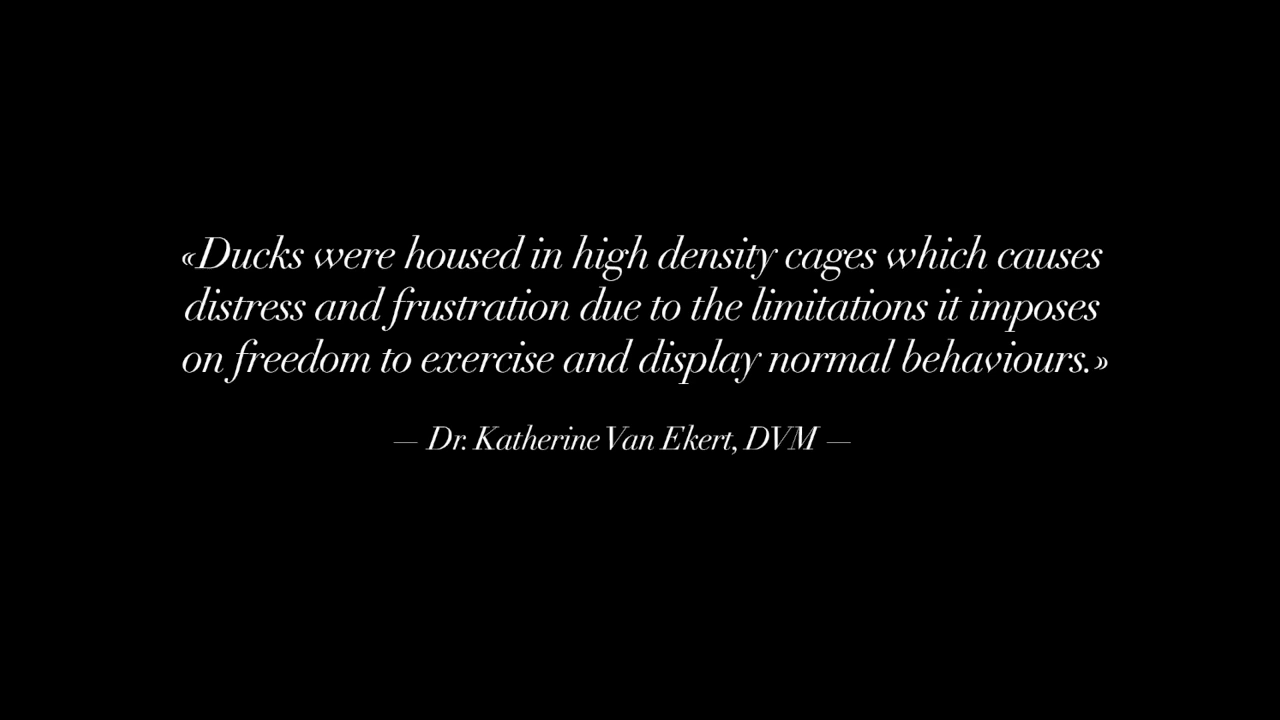 «Ducks were housed in high density cages which causes
distress and frustration due to the limitations it imposes
on freedom to exercise and display normal behaviours.»
— Dr. Katherine Van Ekert, DVM —